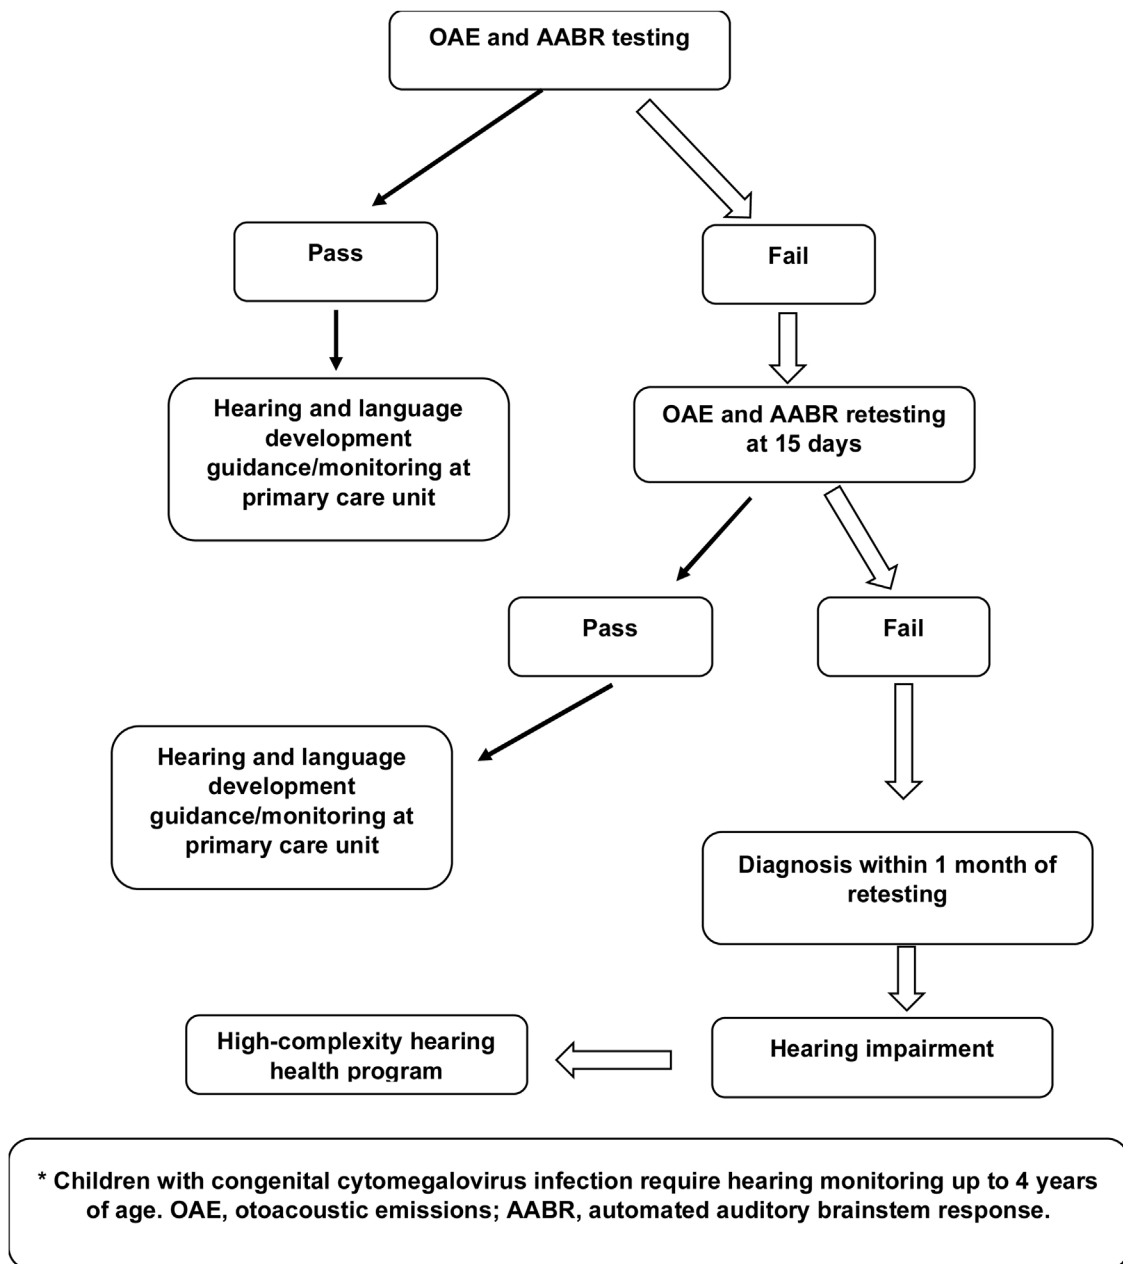 OAE and AABR testing
Pass
Fail
Hearing and language
development
guidance/monitoring at
primary care unit
OAE and AABR retesting
at 15 days
Pass
Fail
Hearing and language
development
guidance/monitoring at
primary care unit
Diagnosis within 1 month of
retesting
Hearing impairment
High-complexity hearing
health program
* Children with congenital cytomegalovirus infection require hearing monitoring up to 4 years
of age. OAE, otoacoustic emissions; AABR, automated auditory brainstem response.